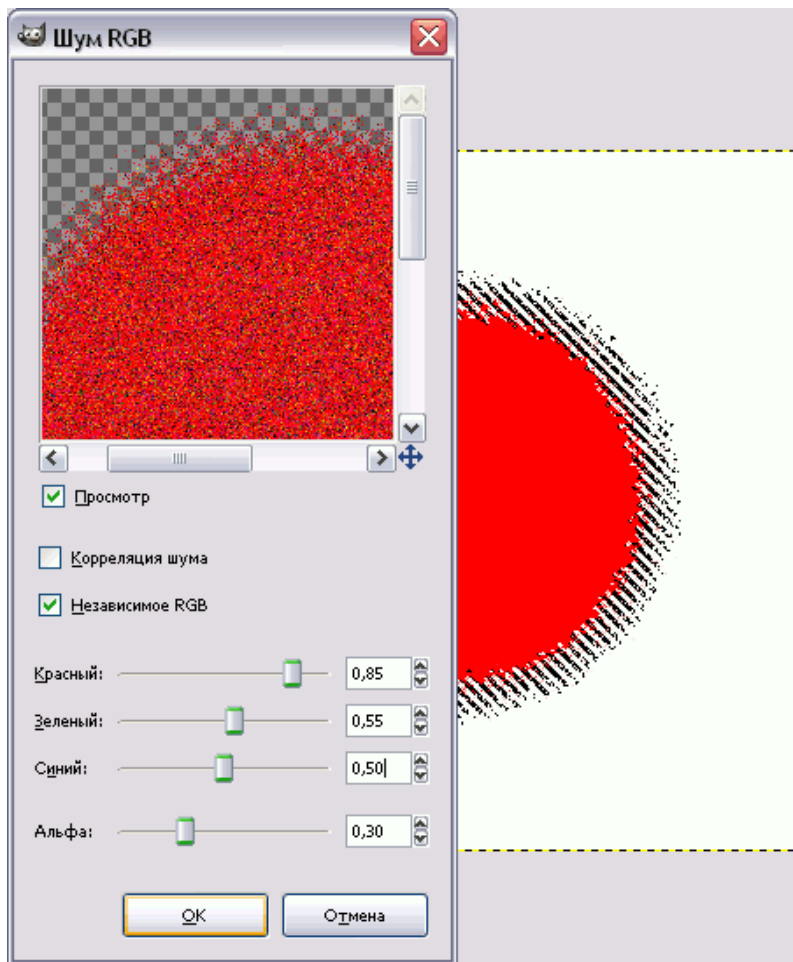 Шум RGB
Просмотр
Корреляция шума
Независимое RGB
Красный: 0,85
Зеленый: 0,55
Синий: 0,50
Альфа: 0,30
OK Отмена